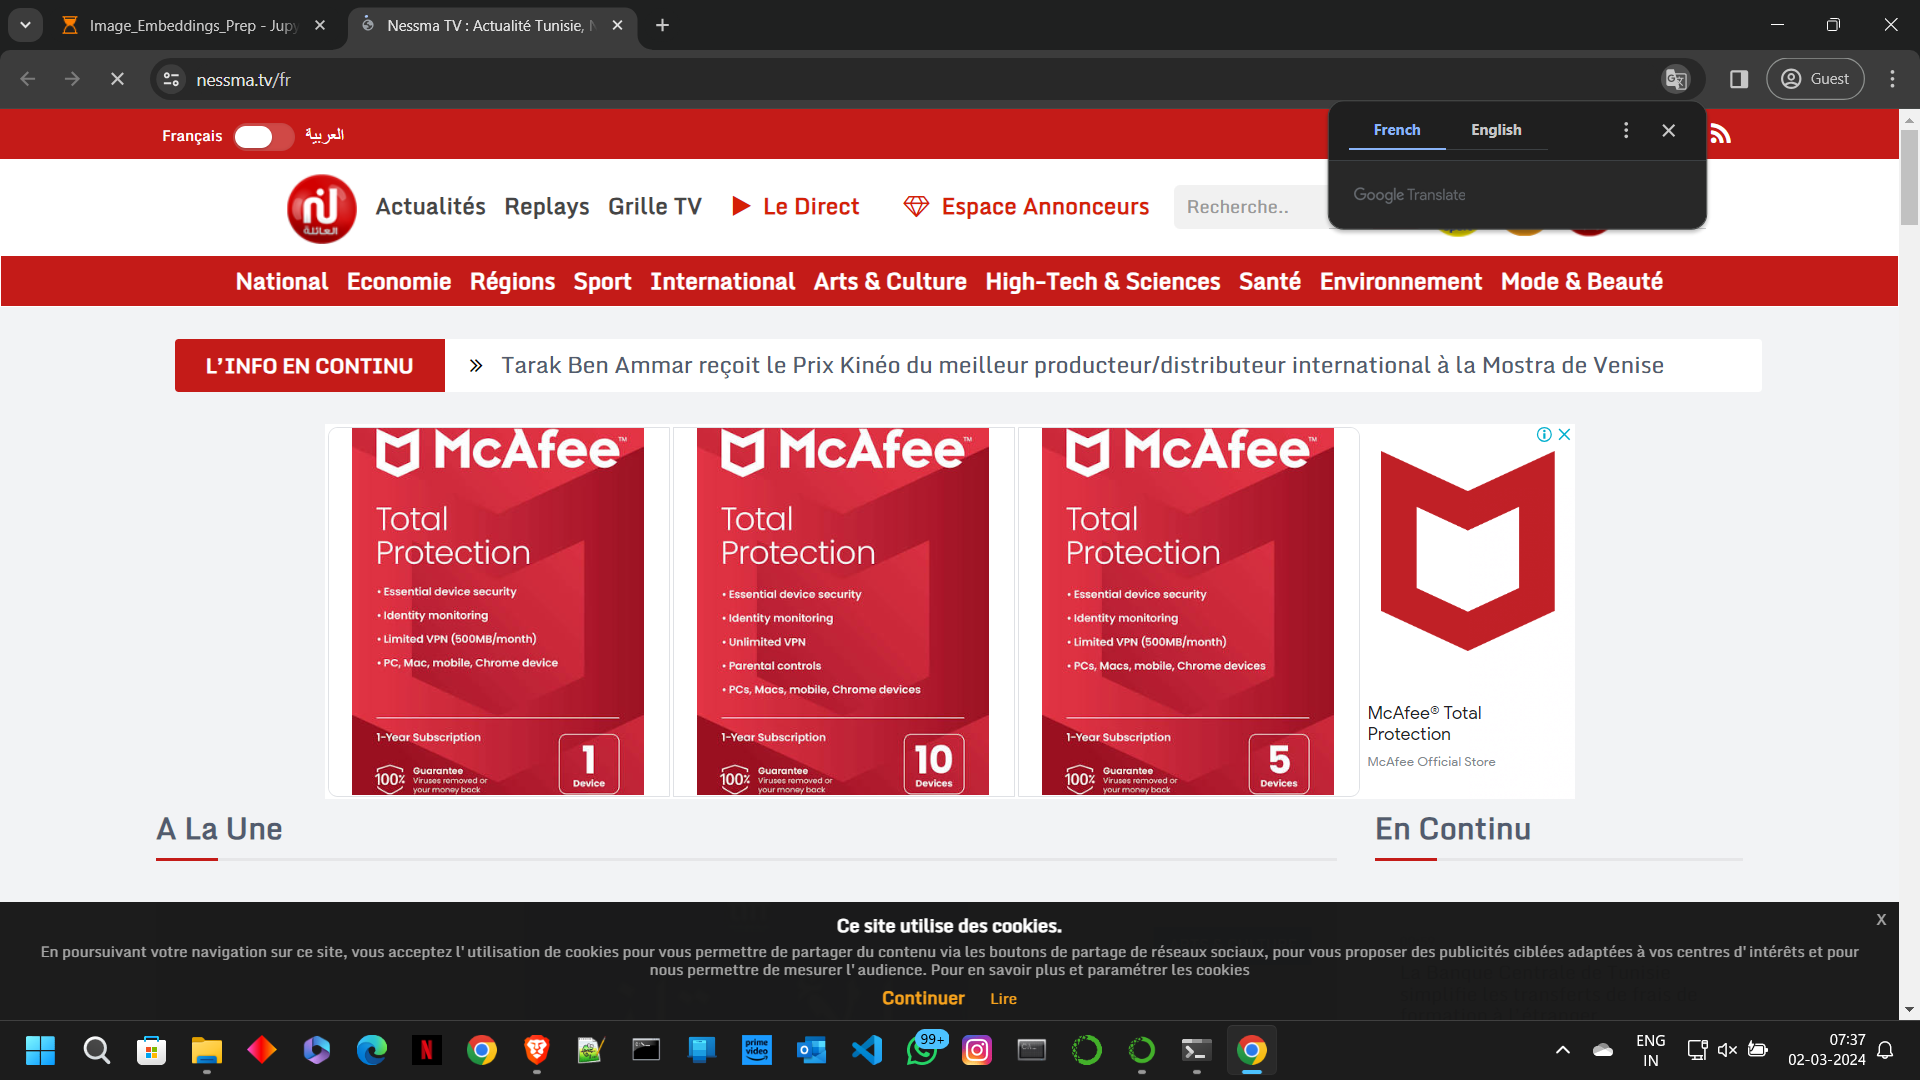 Image_Embeddings_Prep - Jupy
Nessma TV : Actualité Tunisie,
nessma.tv/fr
Guest
Français
العربية
French
English
Google Translate
Actualités
Replays
Grille TV
Le Direct
Espace Annonceurs
Recherche..
National
Economie
Régions
Sport
International
Arts & Culture
High-Tech & Sciences
Santé
Environnement
Mode & Beauté
L'INFO EN CONTINU
Tarak Ben Ammar reçoit le Prix Kinéo du meilleur producteur/distributeur international à la Mostra de Venise
McAfee™
Total
Protection
• Essential device security
• Identity monitoring
• Limited VPN (500MB/month)
• PC, Mac, mobile, Chrome device
1-Year Subscription
100%
Guarantee
Viruses removed or
your money back
1
Device
McAfee™
Total
Protection
• Essential device security
• Identity monitoring
• Unlimited VPN
• Parental controls
• PCs, Macs, mobile, Chrome devices
1-Year Subscription
100%
Guarantee
Viruses removed or
your money back
10
Devices
McAfee™
Total
Protection
• Essential device security
• Identity monitoring
• Limited VPN (500MB/month)
• PCs, Macs, mobile, Chrome devices
1-Year Subscription
100%
Guarantee
Viruses removed or
your money back
5
Devices
McAfee® Total
Protection
McAfee Official Store
A La Une
En Continu
Ce site utilise des cookies.
X
En poursuivant votre navigation sur ce site, vous acceptez l'utilisation de cookies pour vous permettre de partager du contenu via les boutons de partage de réseaux sociaux, pour vous proposer des publicités ciblées adaptées à vos centres d'intérêts et pour
nous permettre de mesurer l'audience. Pour en savoir plus et paramétrer les cookies
Continuer
Lire
prime
video
99+
ENG
IN
07:37
02-03-2024